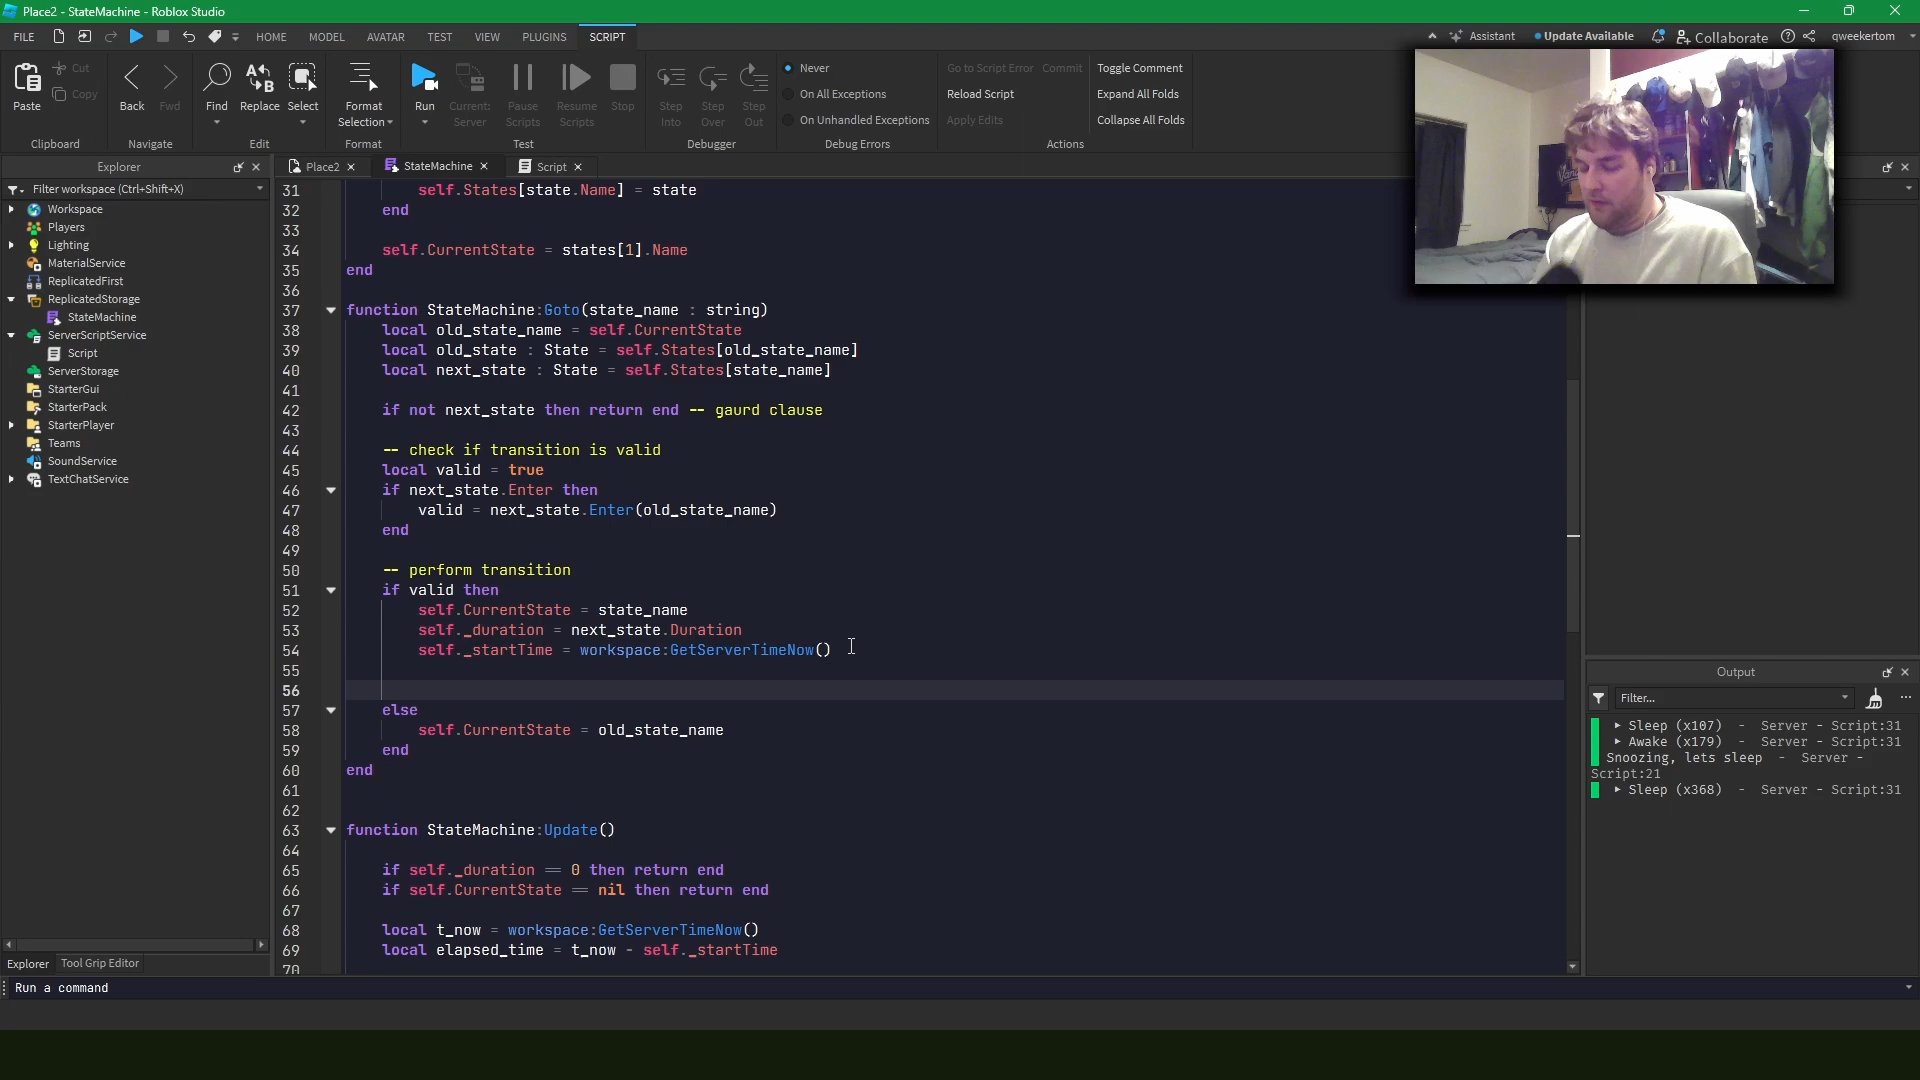 Place2 - StateMachine - Roblox Studio
FILE
HOME
MODEL
AVATAR
TEST
VIEW
PLUGINS
SCRIPT
Assistant
Update Available
Collaborate
qweekertom
Paste
Cut
Copy
Clipboard
Back
Fwd
Navigate
Find
Replace
Select
Edit
Format
Selection
Format
Run
Current:
Server
Pause
Scripts
Resume
Scripts
Stop
Test
Step
Into
Step
Over
Step
Out
Debugger
Never
On All Exceptions
On Unhandled Exceptions
Debug Errors
Go to Script Error
Commit
Reload Script
Apply Edits
Toggle Comment
Expand All Folds
Collapse All Folds
Actions
Explorer
Filter workspace (Ctrl+Shift+X)
Workspace
Players
Lighting
MaterialService
ReplicatedFirst
ReplicatedStorage
StateMachine
ServerScriptService
Script
ServerStorage
StarterGui
StarterPack
StarterPlayer
Teams
SoundService
TextChatService
Explorer
Tool Grip Editor
Place2
StateMachine
Script
31 self.States[state.Name] = state
32 end
33
34 self.CurrentState = states[1].Name
35 end
36
37 function StateMachine:Goto(state_name : string)
38 local old_state_name = self.CurrentState
39 local old_state : State = self.States[old_state_name]
40 local next_state : State = self.States[state_name]
41
42 if not next_state then return end -- gaurd clause
43
44 -- check if transition is valid
45 local valid = true
46 if next_state.Enter then
47 valid = next_state.Enter(old_state_name)
48 end
49
50 -- perform transition
51 if valid then
52 self.CurrentState = state_name
53 self._duration = next_state.Duration
54 self._startTime = workspace:GetServerTimeNow()
55
56
57 else
58 self.CurrentState = old_state_name
59 end
60 end
61
62
63 function StateMachine:Update()
64
65 if self._duration == 0 then return end
66 if self.CurrentState == nil then return end
67
68 local t_now = workspace:GetServerTimeNow()
69 local elapsed_time = t_now - self._startTime
70
Output
Filter...
Sleep (x107) - Server - Script:31
Awake (x179) - Server - Script:31
Snoozing, lets sleep - Server -
Script:21
Sleep (x368) - Server - Script:31
Run a command